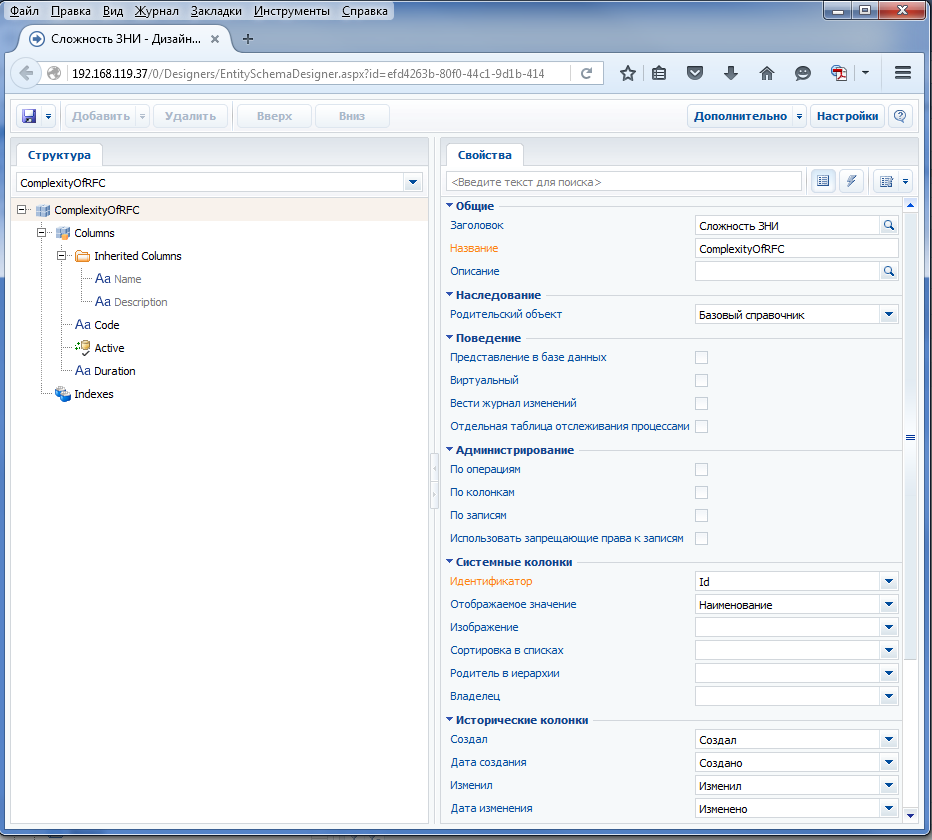 Файл Правка Вид Журнал Закладки Инструменты Справка
Сложность ЗНИ - Дизайн...
192.168.119.37/0/Designers/EntitySchemaDesigner.aspx?id=efd4263b-80f0-44c1-9d1b-414
Добавить Удалить Вверх Вниз Дополнительно Настройки
Структура
ComplexityOfRFC
ComplexityOfRFC
Columns
Inherited Columns
Aa Name
Aa Description
Aa Code
Active
Aa Duration
Indexes
Свойства
<Введите текст для поиска>
Общие
Заголовок Сложность ЗНИ
Название ComplexityOfRFC
Описание
Наследование
Родительский объект Базовый справочник
Поведение
Представление в базе данных
Виртуальный
Вести журнал изменений
Отдельная таблица отслеживания процессами
Администрирование
По операциям
По колонкам
По записям
Использовать запрещающие права к записям
Системные колонки
Идентификатор Id
Отображаемое значение Наименование
Изображение
Сортировка в списках
Родитель в иерархии
Владелец
Исторические колонки
Создал Создал
Дата создания Создано
Изменил Изменил
Дата изменения Изменено